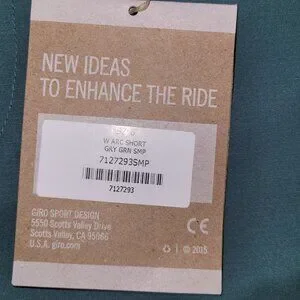 NEW IDEAS
TO ENHANCE THE RIDE
W ARC SHORT
GRY GRN SMP
7127293SMP
7127293
GIRO SPORT DESIGN
5550 Scotts Valley Drive
Scotts Valley, CA 95066
U.S.A. giro.com
CE
© 2015